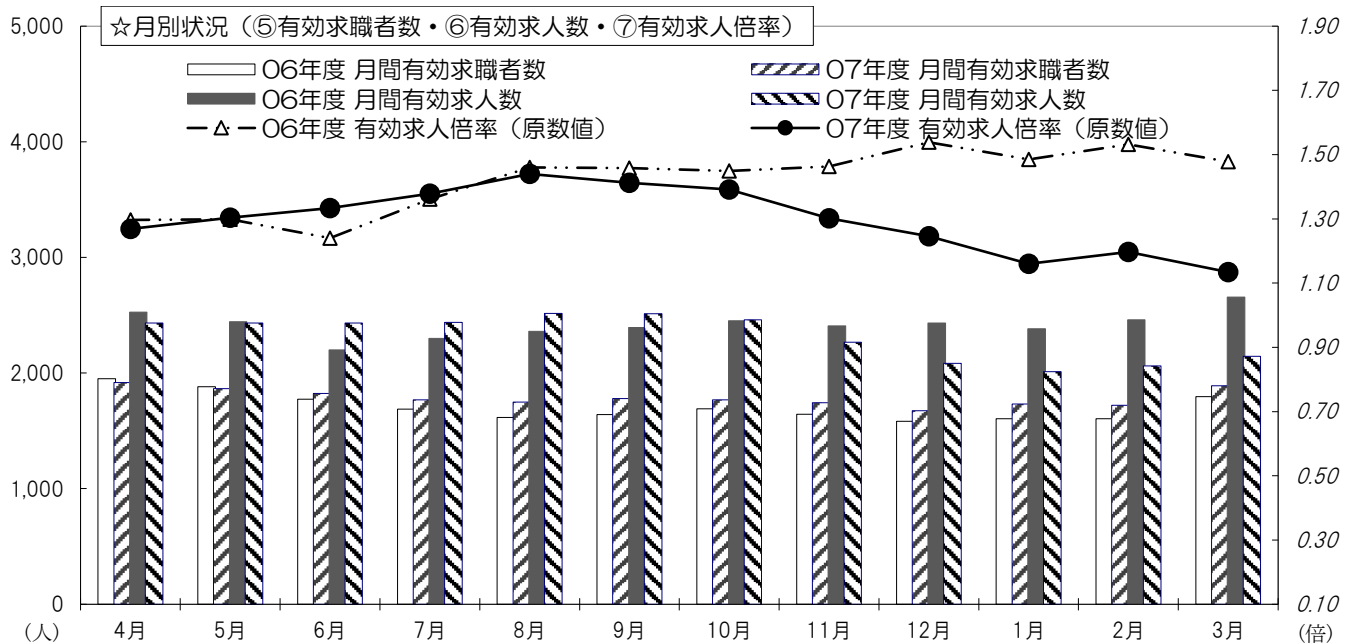 ☆月別状況（⑤有効求職者数・⑥有効求人数・⑦有効求人倍率）
06年度 月間有効求職者数
07年度 月間有効求職者数
06年度 月間有効求人数
07年度 月間有効求人数
06年度 有効求人倍率（原数値）
07年度 有効求人倍率（原数値）
5,000
4,000
3,000
2,000
1,000
0
(人)
1.90
1.70
1.50
1.30
1.10
0.90
0.70
0.50
0.30
0.10
(倍)
4月 5月 6月 7月 8月 9月 10月 11月 12月 1月 2月 3月